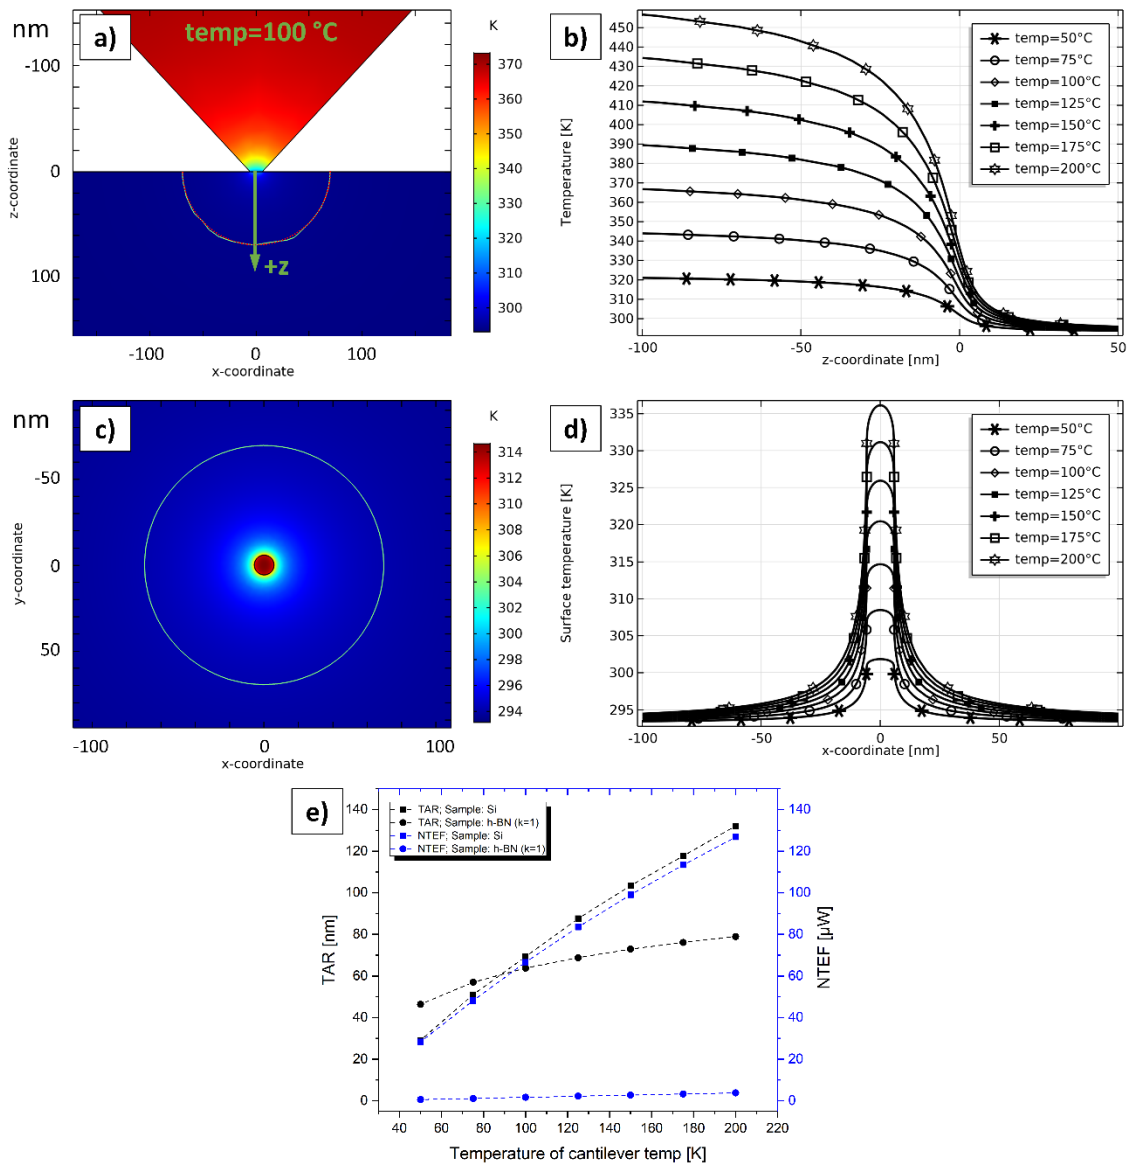 nm
a)
temp=100 °C
K
-100
0
100
z-coordinate
+z
-100
0
100
x-coordinate
370
360
350
340
330
320
310
300
b)
Temperature [K]
450
440
430
420
410
400
390
380
370
360
350
340
330
320
310
300
temp=50°C
temp=75°C
temp=100°C
temp=125°C
temp=150°C
temp=175°C
temp=200°C
-100
-50
0
50
z-coordinate [nm]
nm
c)
K
-50
0
50
y-coordinate
-100
0
100
x-coordinate
314
312
310
308
306
304
302
300
298
296
294
d)
Surface temperature [K]
335
330
325
320
315
310
305
300
295
temp=50°C
temp=75°C
temp=100°C
temp=125°C
temp=150°C
temp=175°C
temp=200°C
-100
-50
0
50
x-coordinate [nm]
e)
TAR; Sample: Si
TAR; Sample: h-BN (k=1)
NTEF; Sample: Si
NTEF; Sample: h-BN (k=1)
TAR [nm]
140
120
100
80
60
40
20
0
NTEF [µW]
140
120
100
80
60
40
20
0
40 60 80 100 120 140 160 180 200 220
Temperature of cantilever temp [K]